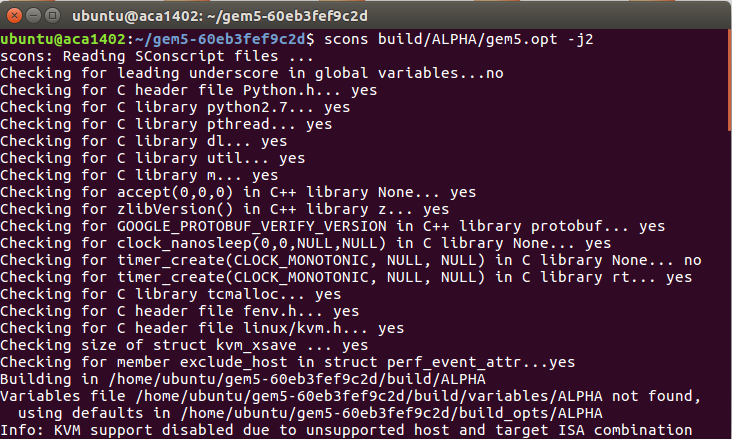 ubuntu@aca1402: ~/gem5-60eb3fef9c2d
ubuntu@aca1402:~/gem5-60eb3fef9c2d$ scons build/ALPHA/gem5.opt -j2
scons: Reading SConscript files ...
Checking for leading underscore in global variables...no
Checking for C header file Python.h... yes
Checking for C library python2.7... yes
Checking for C library pthread... yes
Checking for C library dl... yes
Checking for C library util... yes
Checking for C library m... yes
Checking for accept(0,0,0) in C++ library None... yes
Checking for zlibVersion() in C++ library z... yes
Checking for GOOGLE_PROTOBUF_VERIFY_VERSION in C++ library protobuf... yes
Checking for clock_nanosleep(0,0,NULL,NULL) in C library None... yes
Checking for timer_create(CLOCK_MONOTONIC, NULL, NULL) in C library None... no
Checking for timer_create(CLOCK_MONOTONIC, NULL, NULL) in C library rt... yes
Checking for C library tcmalloc... yes
Checking for C header file fenv.h... yes
Checking for C header file linux/kvm.h... yes
Checking size of struct kvm_xsave ... yes
Checking for member exclude_host in struct perf_event_attr...yes
Building in /home/ubuntu/gem5-60eb3fef9c2d/build/ALPHA
Variables file /home/ubuntu/gem5-60eb3fef9c2d/build/variables/ALPHA not found,
  using defaults in /home/ubuntu/gem5-60eb3fef9c2d/build_opts/ALPHA
Info: KVM support disabled due to unsupported host and target ISA combination